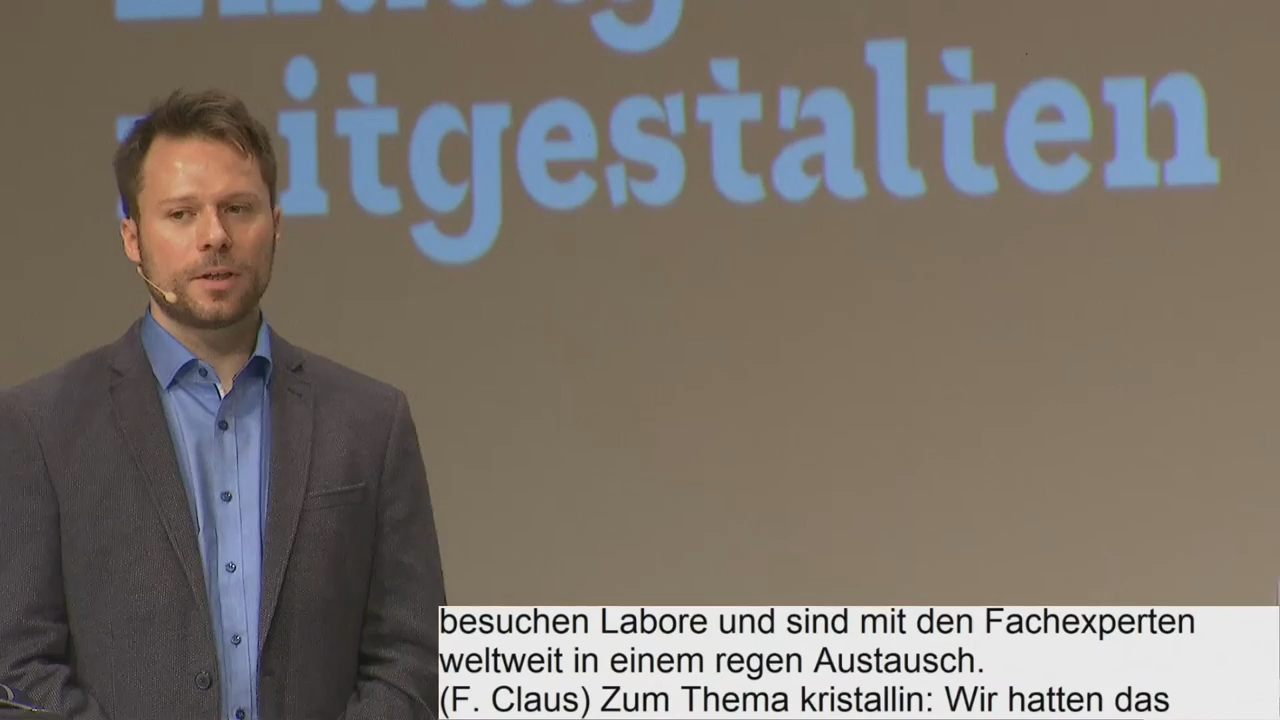 mitgestalten
besuchen Labore und sind mit den Fachexperten
weltweit in einem regen Austausch.
(F. Claus) Zum Thema kristallin: Wir hatten das